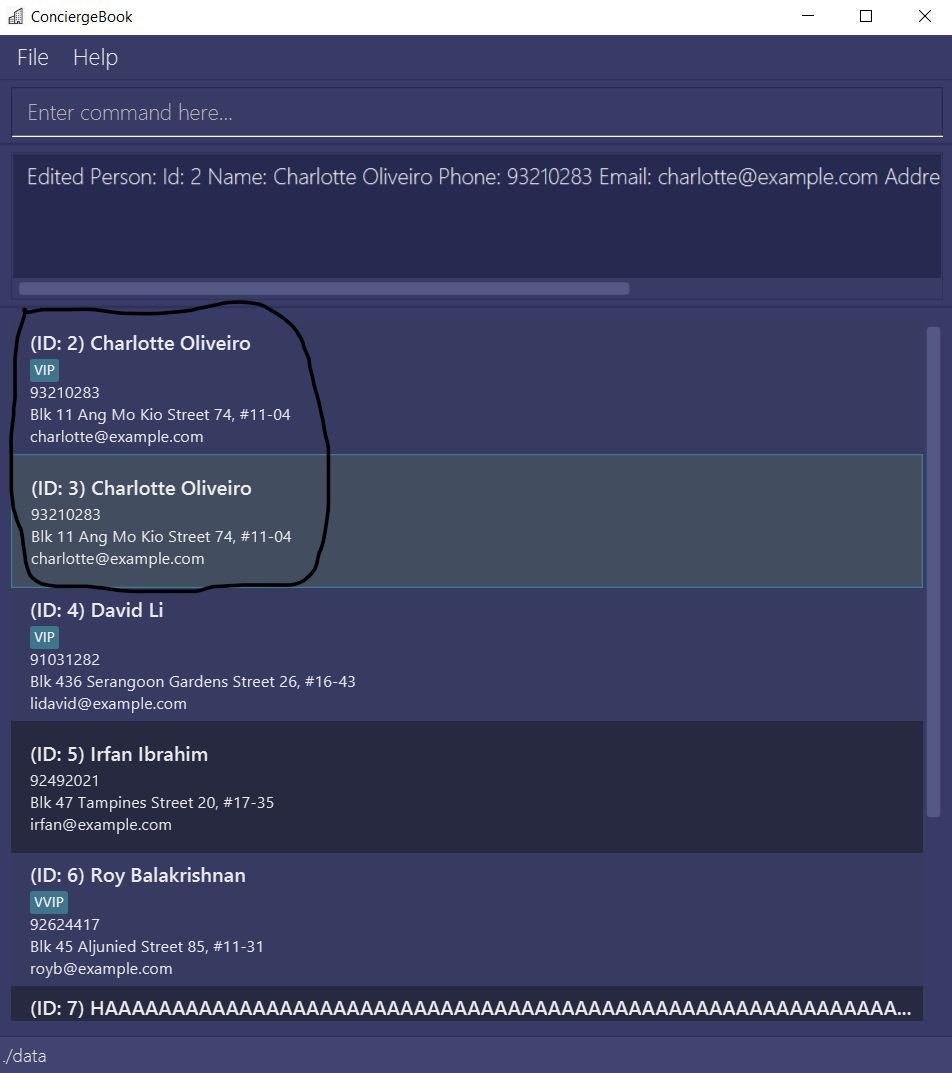 ConciergeBook
File Help
Enter command here...
Edited Person: Id: 2 Name: Charlotte Oliveiro Phone: 93210283 Email: charlotte@example.com Addre
(ID: 2) Charlotte Oliveiro
VIP
93210283
Blk 11 Ang Mo Kio Street 74, #11-04
charlotte@example.com
(ID: 3) Charlotte Oliveiro
93210283
Blk 11 Ang Mo Kio Street 74, #11-04
charlotte@example.com
(ID: 4) David Li
VIP
91031282
Blk 436 Serangoon Gardens Street 26, #16-43
lidavid@example.com
(ID: 5) Irfan Ibrahim
92492021
Blk 47 Tampines Street 20, #17-35
irfan@example.com
(ID: 6) Roy Balakrishnan
VVIP
92624417
Blk 45 Aljunied Street 85, #11-31
royb@example.com
(ID: 7) HAAAAAAAAAAAAAAAAAAAAAAAAAAAAAAAAAAAAAAAAAAAAAAAAAAAAAAAAAAA...
./data